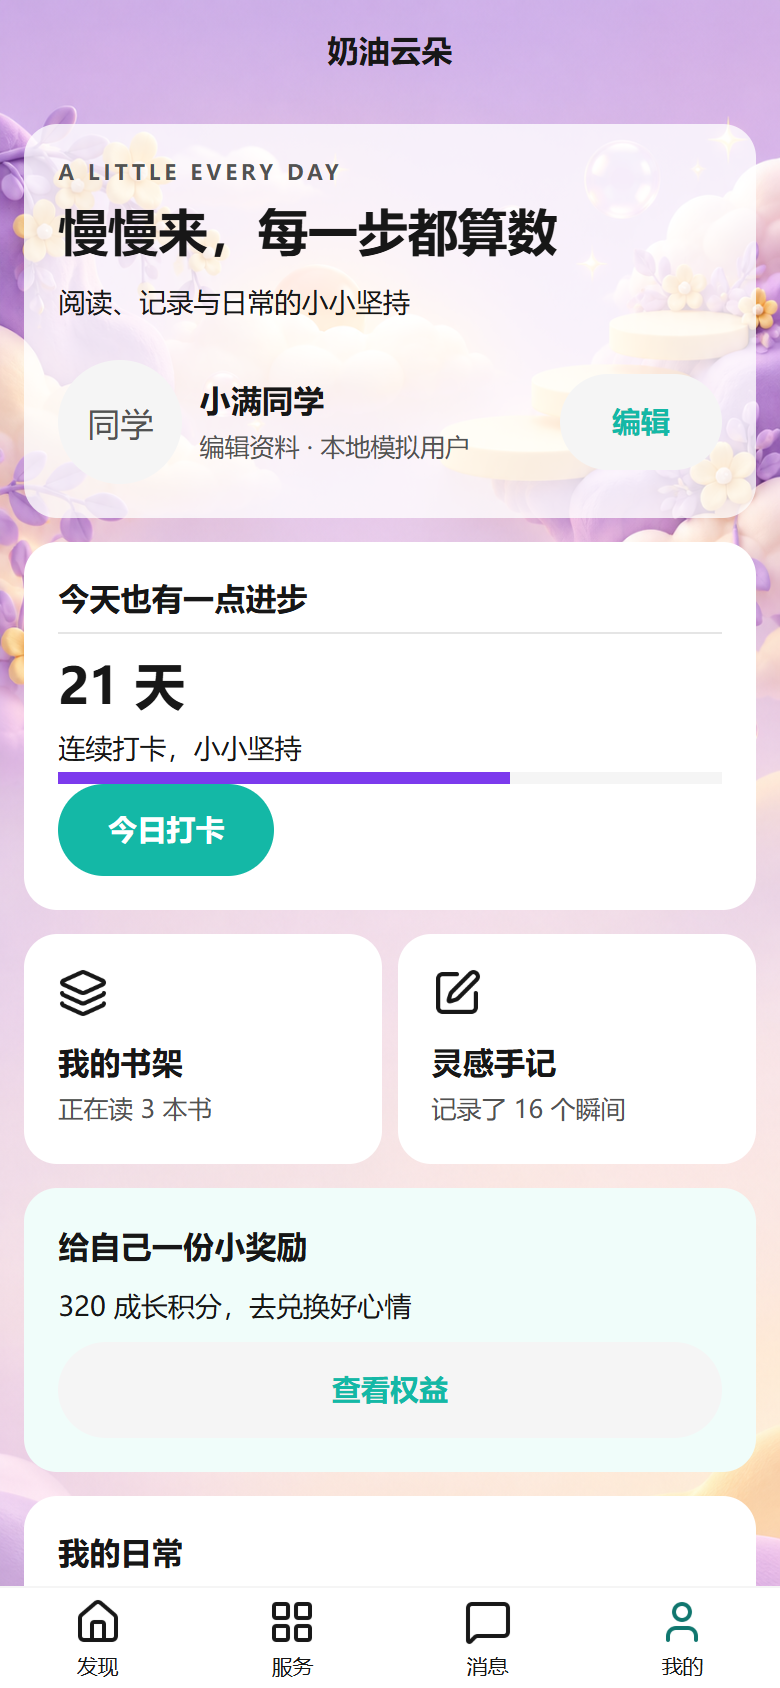 奶油云朵
A LITTLE EVERY DAY
慢慢来，每一步都算数
阅读、记录与日常的小小坚持
同学
小满同学
编辑资料 · 本地模拟用户
编辑
今天也有一点进步
21 天
连续打卡，小小坚持
今日打卡
我的书架
正在读 3 本书
灵感手记
记录了 16 个瞬间
给自己一份小奖励
320 成长积分，去兑换好心情
查看权益
我的日常
发现
服务
消息
我的